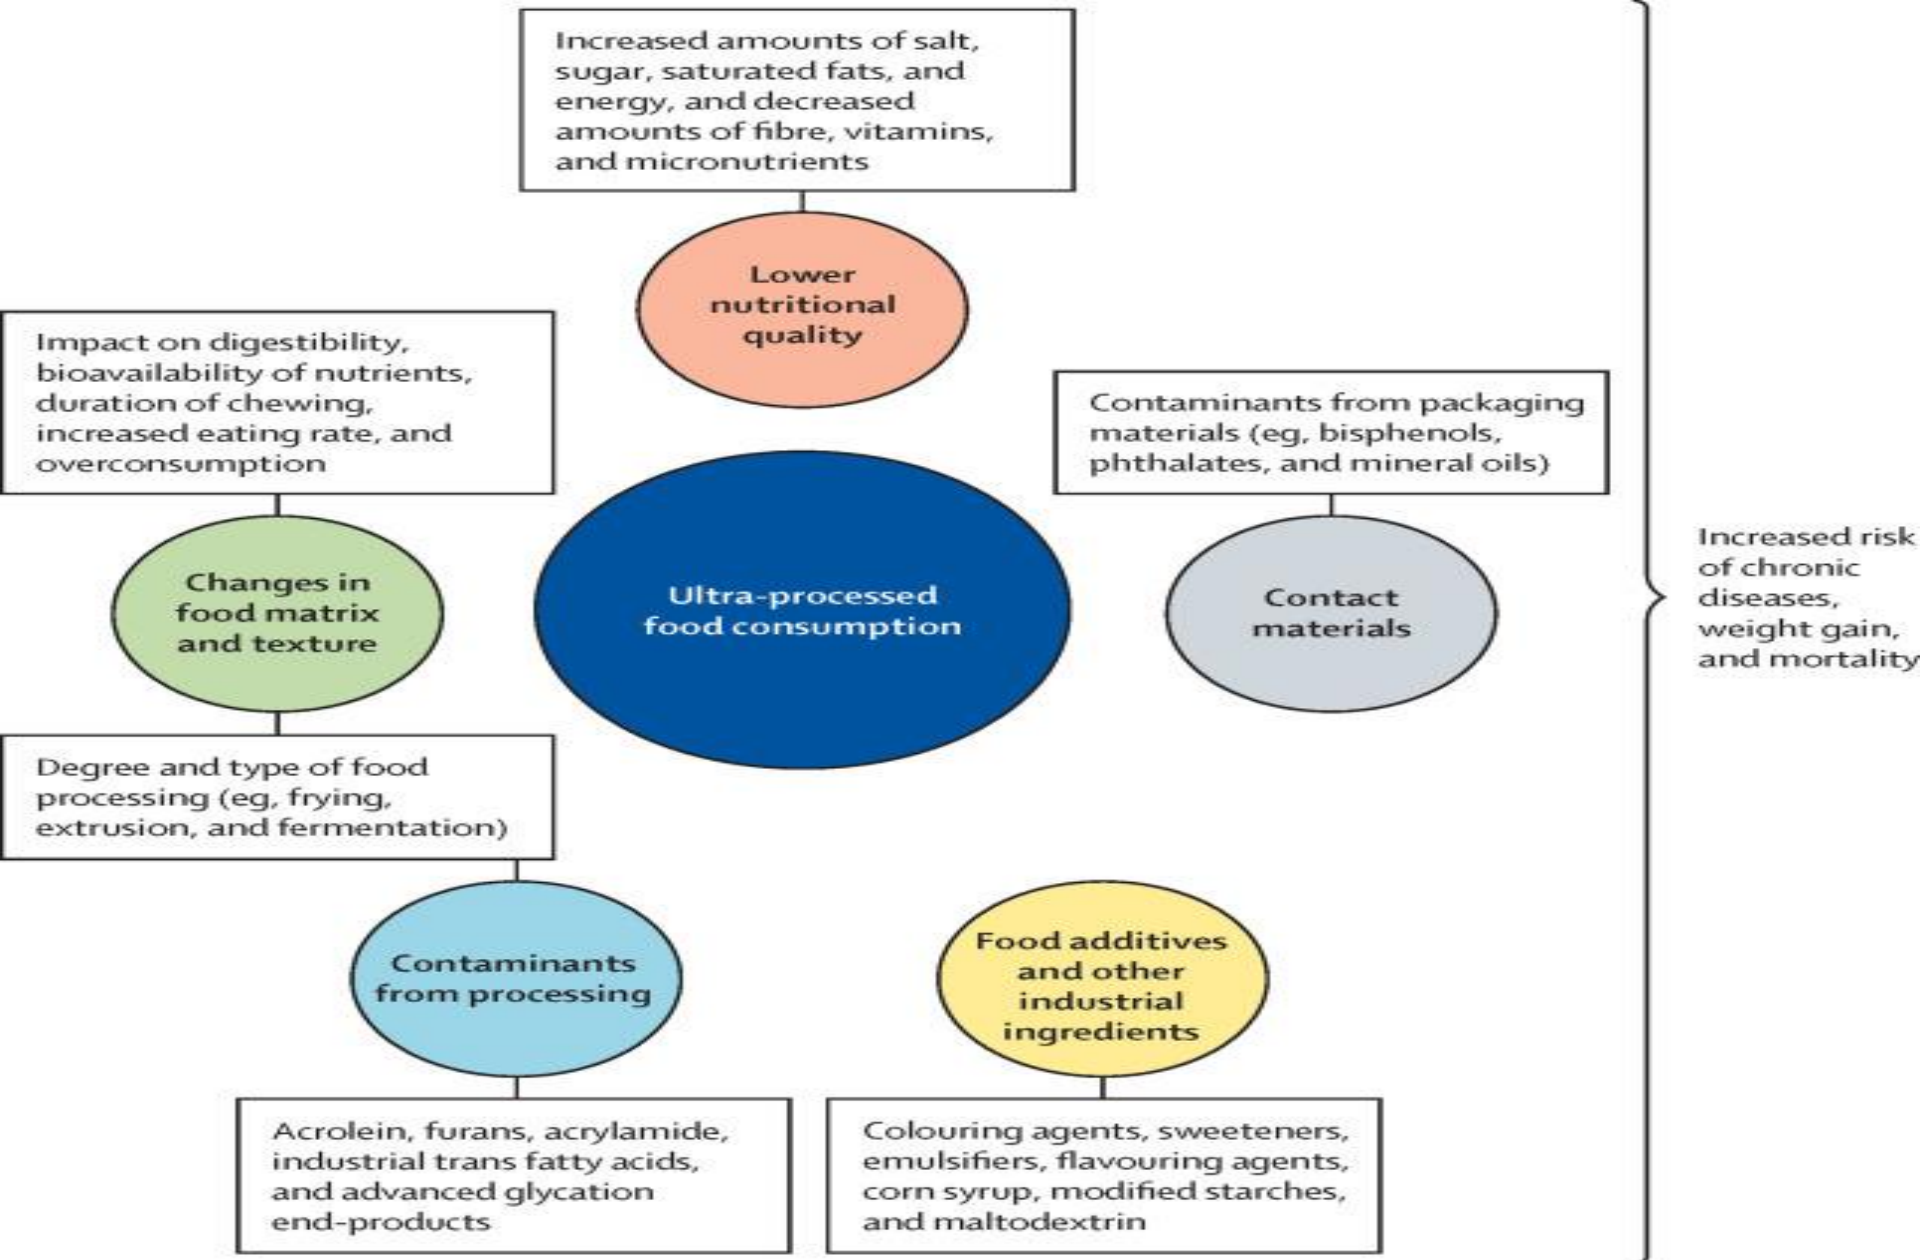 Increased amounts of salt,
sugar, saturated fats, and
energy, and decreased
amounts of fibre, vitamins,
and micronutrients
Lower
nutritional
quality
Impact on digestibility,
bioavailability of nutrients,
duration of chewing,
increased eating rate, and
overconsumption
Changes in
food matrix
and texture
Degree and type of food
processing (eg, frying,
extrusion, and fermentation)
Ultra-processed
food consumption
Contaminants from packaging
materials (eg, bisphenols,
phthalates, and mineral oils)
Contact
materials
Contaminants
from processing
Acrolein, furans, acrylamide,
industrial trans fatty acids,
and advanced glycation
end-products
Food additives
and other
industrial
ingredients
Colouring agents, sweeteners,
emulsifiers, flavouring agents,
corn syrup, modified starches,
and maltodextrin
Increased risk
of chronic
diseases,
weight gain,
and mortality